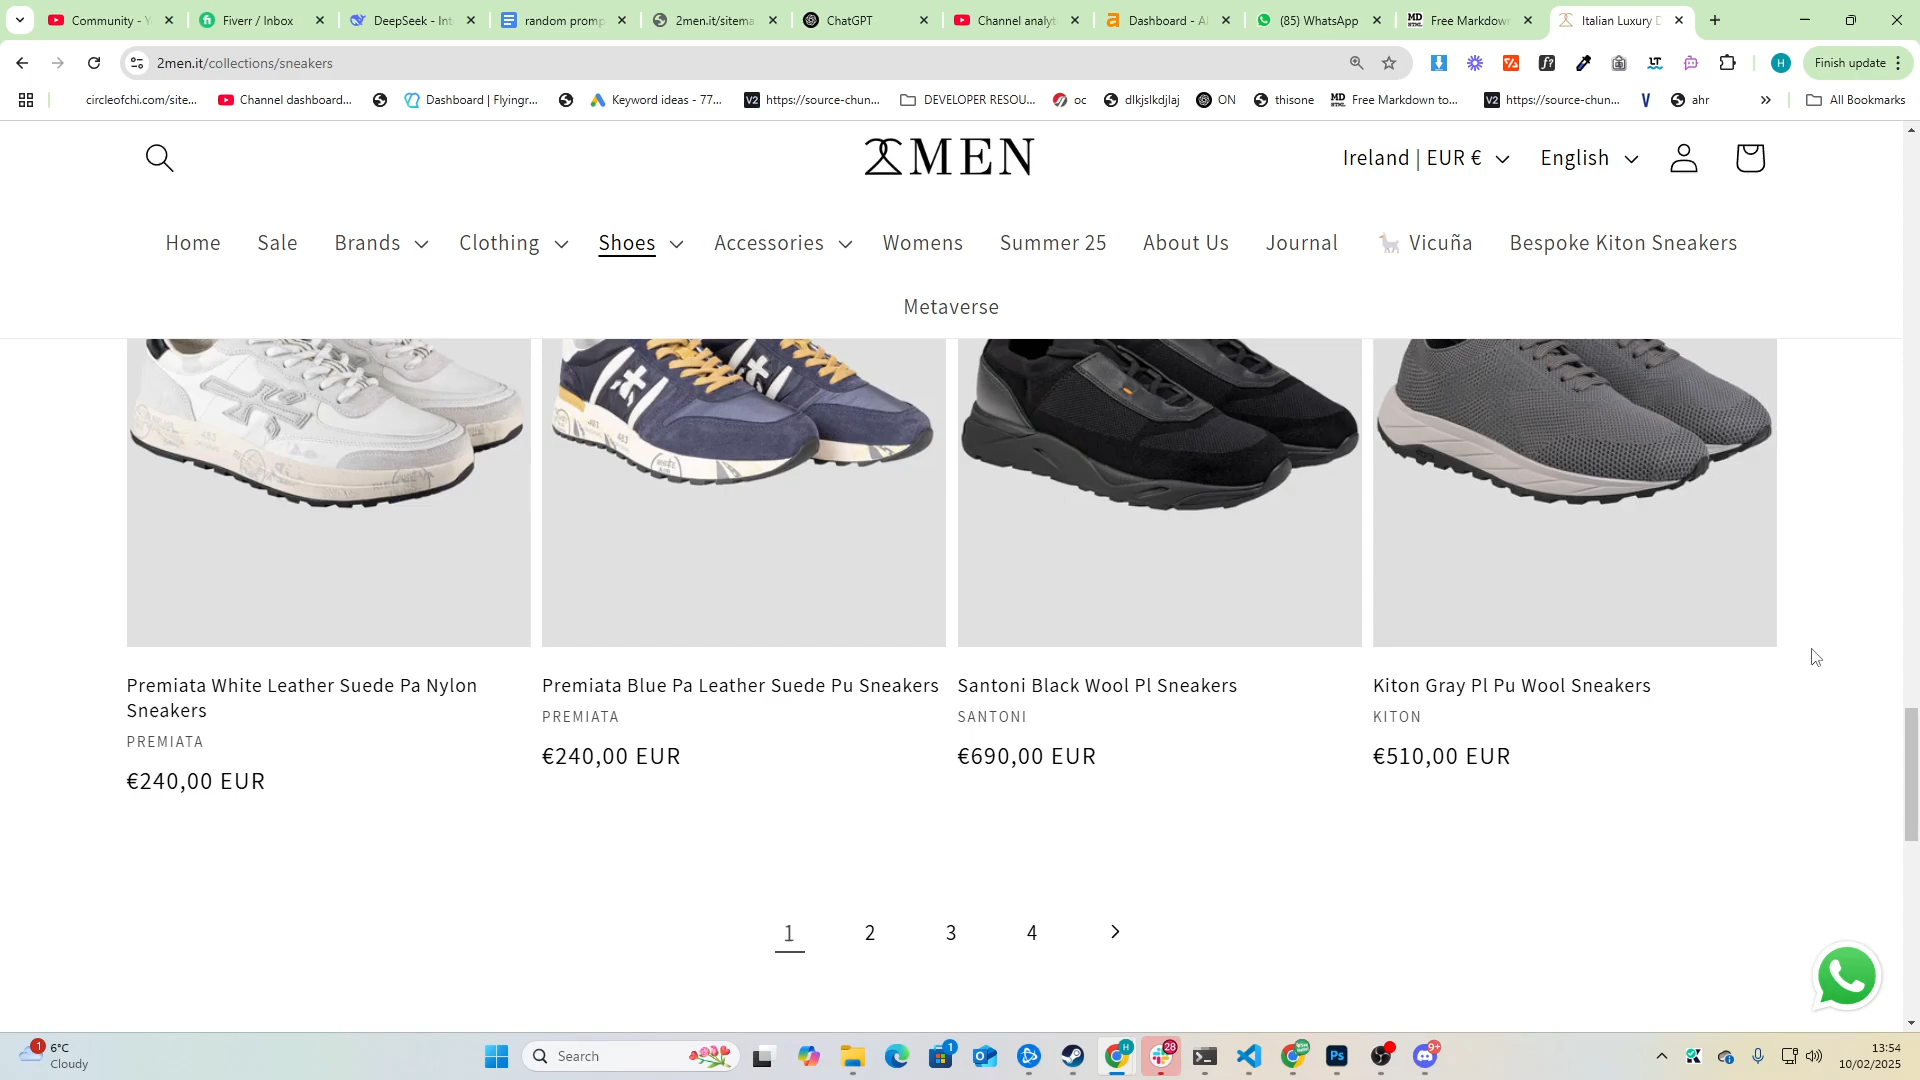 Community - Y
Fiverr / Inbox
DeepSeek - Int
random promp
2men.it/sitema
ChatGPT
Channel analyt
Dashboard - A
(85) WhatsApp
Free Markdow
Italian Luxury D
2men.it/collections/sneakers
Finish update
circleofchi.com/site...
Channel dashboard...
Dashboard | Flyingr...
Keyword ideas - 77...
https://source-chun...
DEVELOPER RESOU...
oc
dlkjslkdjlaj
ON
thisone
Free Markdown to...
https://source-chun...
ahr
All Bookmarks
2MEN
Ireland | EUR €
English
Home
Sale
Brands
Clothing
Shoes
Accessories
Womens
Summer 25
About Us
Journal
🦙 Vicuña
Bespoke Kiton Sneakers
Metaverse
Premiata White Leather Suede Pa Nylon
Sneakers
PREMIATA
€240,00 EUR
Premiata Blue Pa Leather Suede Pu Sneakers
PREMIATA
€240,00 EUR
Santoni Black Wool Pl Sneakers
SANTONI
€690,00 EUR
Kiton Gray Pl Pu Wool Sneakers
KITON
€510,00 EUR
1 2 3 4
1
6°C
Cloudy
Search
1
28
9+
13:54
10/02/2025